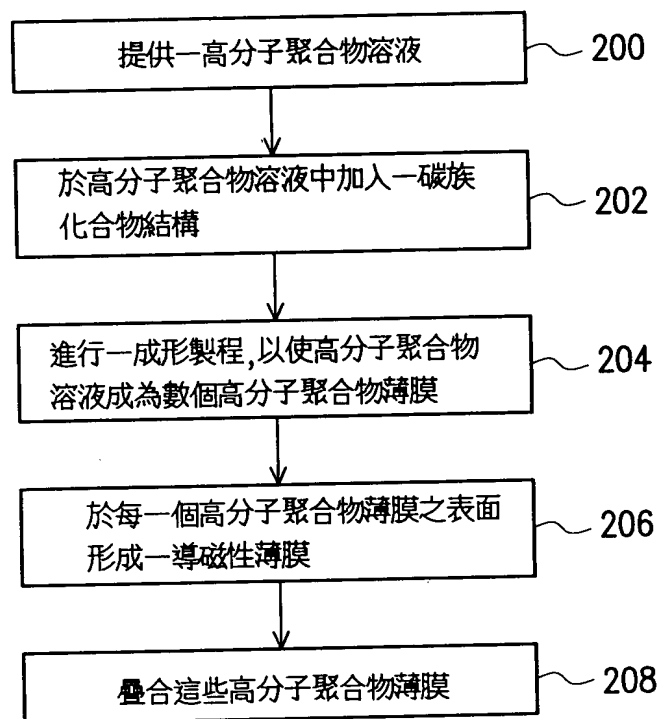 提供一高分子聚合物溶液
200
於高分子聚合物溶液中加入一碳族
化合物結構
202
進行一成形製程,以使高分子聚合物
溶液成為數個高分子聚合物薄膜
204
於每一個高分子聚合物薄膜之表面
形成一導磁性薄膜
206
疊合這些高分子聚合物薄膜
208